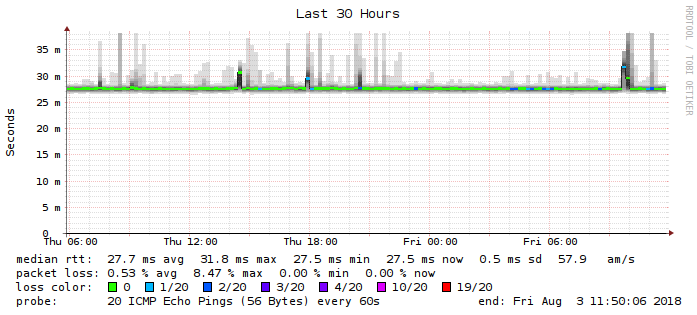 Last 30 Hours
RRDTOOL / TOBI OETIKER
Seconds
35 m
30 m
25 m
20 m
15 m
10 m
5 m
0
Thu 06:00 Thu 12:00 Thu 18:00 Fri 00:00 Fri 06:00
median rtt: 27.7 ms avg 31.8 ms max 27.5 ms min 27.5 ms now 0.5 ms sd 57.9 am/s
packet loss: 0.53 % avg 8.47 % max 0.00 % min 0.00 % now
loss color: 0 1/20 2/20 3/20 4/20 10/20 19/20
probe: 20 ICMP Echo Pings (56 Bytes) every 60s end: Fri Aug 3 11:50:06 2018